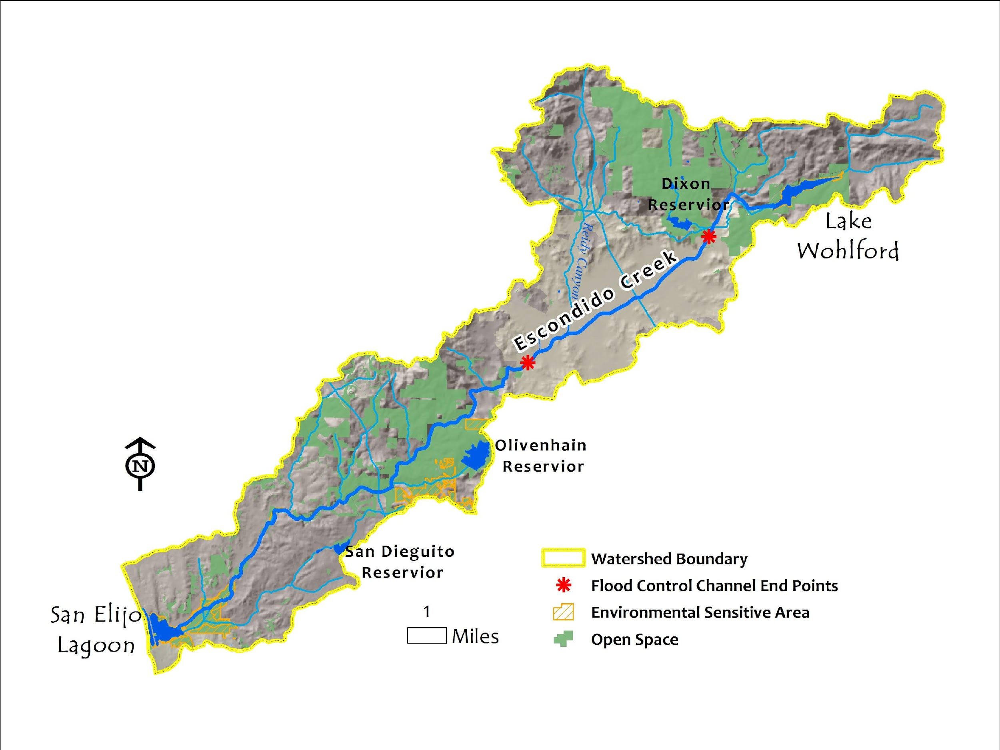 Dixon
Reservior
Lake
Wohlford
Reidy Canyon
Escondido Creek
Olivenhain
Reservior
N
San Dieguito
Reservior
San Elijo
Lagoon
1
Miles
Watershed Boundary
Flood Control Channel End Points
Environmental Sensitive Area
Open Space